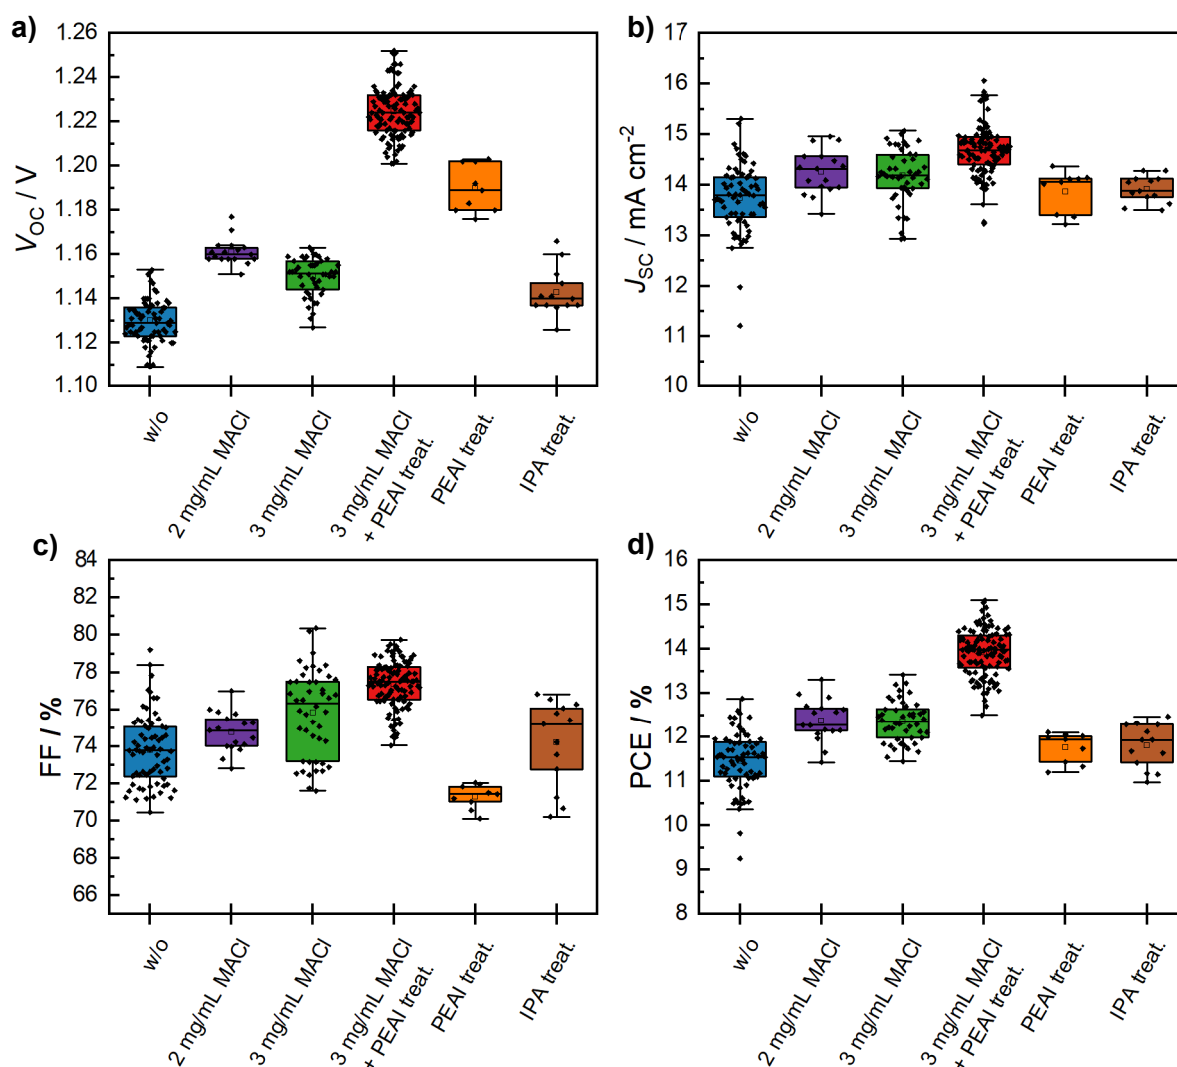 a)
1.26
1.24
1.22
1.20
1.18
1.16
1.14
1.12
1.10
VOC / V
w/o
2 mg/mL MACl
3 mg/mL MACl
3 mg/mL MACl
+ PEAI treat.
PEAI treat.
IPA treat.
b)
17
16
15
14
13
12
11
10
JSC / mA cm-2
w/o
2 mg/mL MACl
3 mg/mL MACl
3 mg/mL MACl
+ PEAI treat.
PEAI treat.
IPA treat.
c)
84
82
80
78
76
74
72
70
68
66
FF / %
w/o
2 mg/mL MACl
3 mg/mL MACl
3 mg/mL MACl
+ PEAI treat.
PEAI treat.
IPA treat.
d)
16
15
14
13
12
11
10
9
8
PCE / %
w/o
2 mg/mL MACl
3 mg/mL MACl
3 mg/mL MACl
+ PEAI treat.
PEAI treat.
IPA treat.